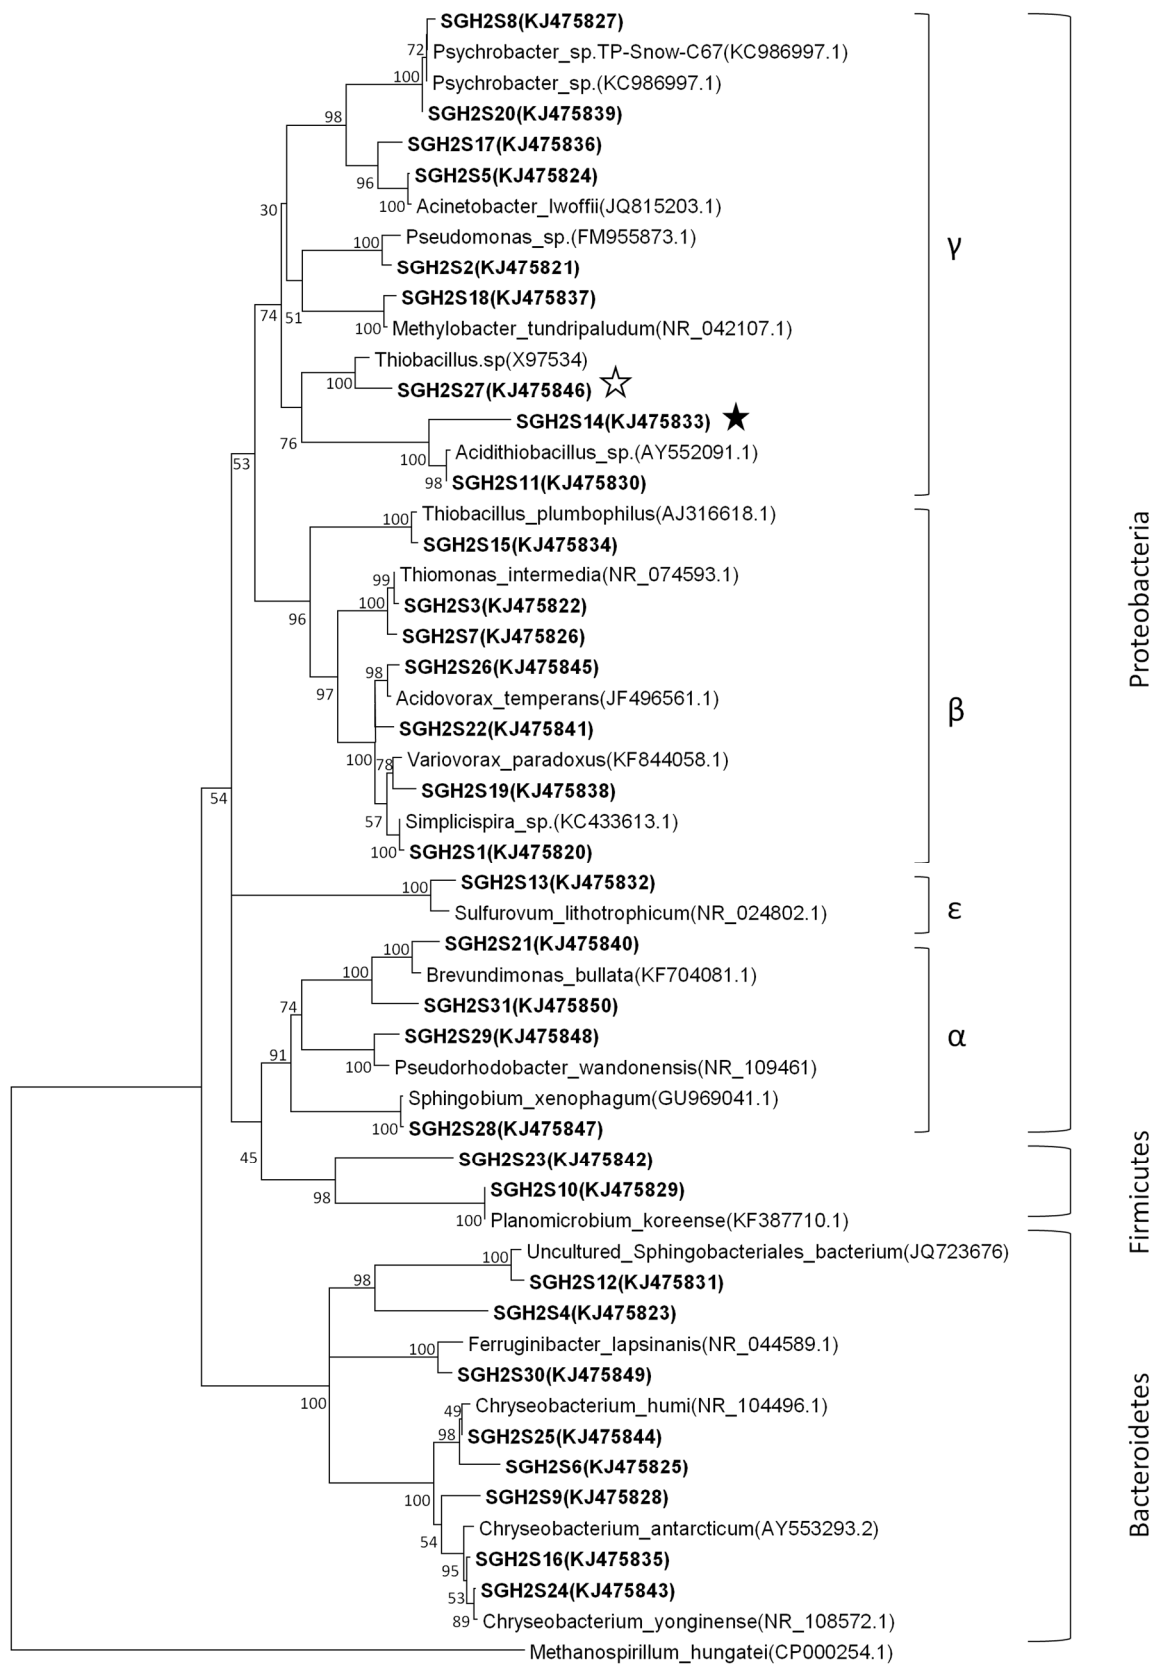 SGH2S8(KJ475827)
72
Psychrobacter_sp.TP-Snow-C67(KC986997.1)
100
Psychrobacter_sp.(KC986997.1)
SGH2S20(KJ475839)
98
SGH2S17(KJ475836)
SGH2S5(KJ475824)
96
100
Acinetobacter_lwoffii(JQ815203.1)
30
Pseudomonas_sp.(FM955873.1)
100
SGH2S2(KJ475821)
γ
SGH2S18(KJ475837)
74
51
100
Methylobacter_tundripaludum(NR_042107.1)
Thiobacillus.sp(X97534)
100
SGH2S27(KJ475846) ☆
SGH2S14(KJ475833) ★
76
Acidithiobacillus_sp.(AY552091.1)
100
53
98
SGH2S11(KJ475830)
Thiobacillus_plumbophilus(AJ316618.1)
100
SGH2S15(KJ475834)
Thiomonas_intermedia(NR_074593.1)
99
100
SGH2S3(KJ475822)
Proteobacteria
96
SGH2S7(KJ475826)
SGH2S26(KJ475845)
98
97
Acidovorax_temperans(JF496561.1)
β
SGH2S22(KJ475841)
100
78
Variovorax_paradoxus(KF844058.1)
SGH2S19(KJ475838)
54
57
Simplicispira_sp.(KC433613.1)
100
SGH2S1(KJ475820)
SGH2S13(KJ475832)
100
ε
Sulfurovum_lithotrophicum(NR_024802.1)
SGH2S21(KJ475840)
100
100
Brevundimonas_bullata(KF704081.1)
SGH2S31(KJ475850)
74
SGH2S29(KJ475848)
α
91
100
Pseudorhodobacter_wandonensis(NR_109461)
Sphingobium_xenophagum(GU969041.1)
100
SGH2S28(KJ475847)
45
SGH2S23(KJ475842)
98
SGH2S10(KJ475829)
Firmicutes
100
Planomicrobium_koreense(KF387710.1)
Uncultured_Sphingobacteriales_bacterium(JQ723676)
100
98
SGH2S12(KJ475831)
SGH2S4(KJ475823)
Ferruginibacter_lapsinanis(NR_044589.1)
100
SGH2S30(KJ475849)
100
Chryseobacterium_humi(NR_104496.1)
49
98
SGH2S25(KJ475844)
Bacteroidetes
SGH2S6(KJ475825)
100
SGH2S9(KJ475828)
54
Chryseobacterium_antarcticum(AY553293.2)
95
SGH2S16(KJ475835)
53
SGH2S24(KJ475843)
89
Chryseobacterium_yonginense(NR_108572.1)
Methanospirillum_hungatei(CP000254.1)